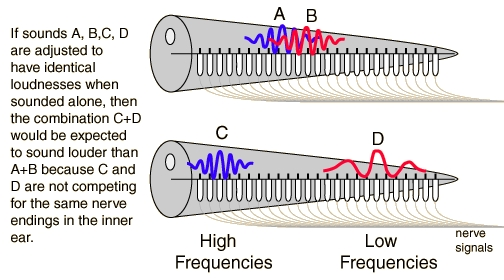 If sounds A, B,C, D
are adjusted to
have identical
loudnesses when
sounded alone, then
the combination C+D
would be expected
to sound louder than
A+B because C and
D are not competing
for the same nerve
endings in the inner
ear.
A
B
C
D
High
Frequencies
Low
Frequencies
nerve
signals